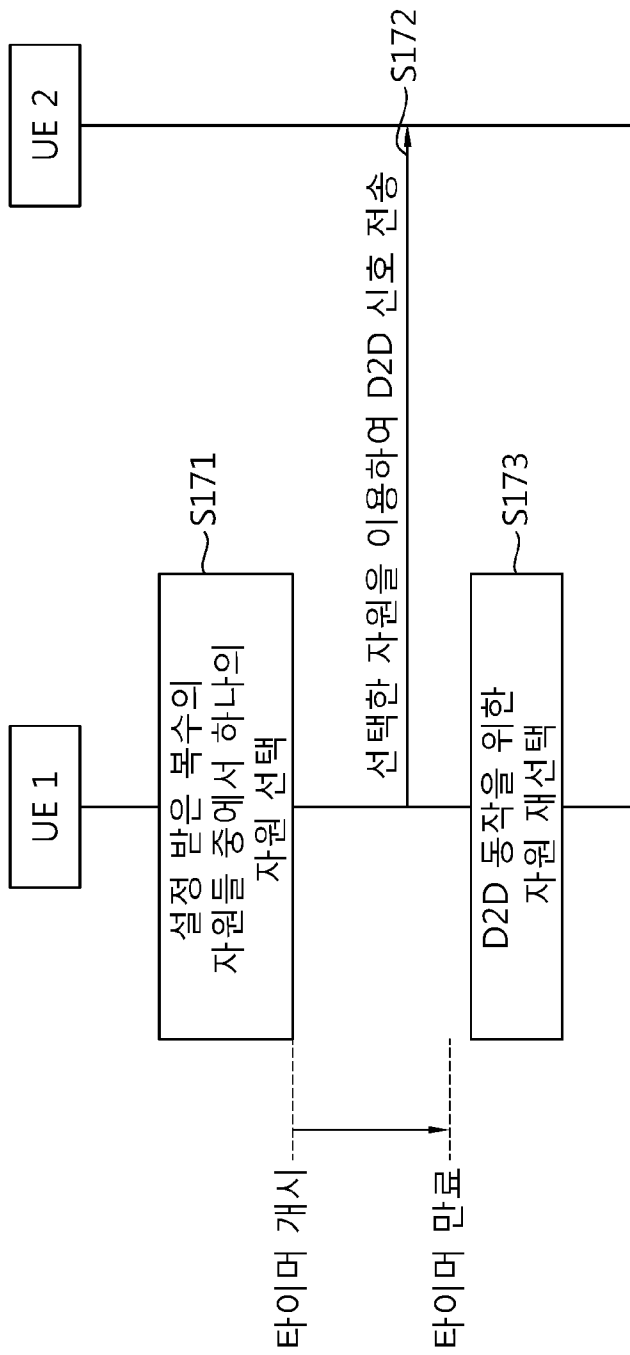 UE 1
UE 2
설정 받은 복수의
자원들 중에서 하나의
자원 선택
S171
타이머 개시
선택한 자원을 이용하여 D2D 신호 전송
S172
타이머 만료
D2D 동작을 위한
자원 재선택
S173